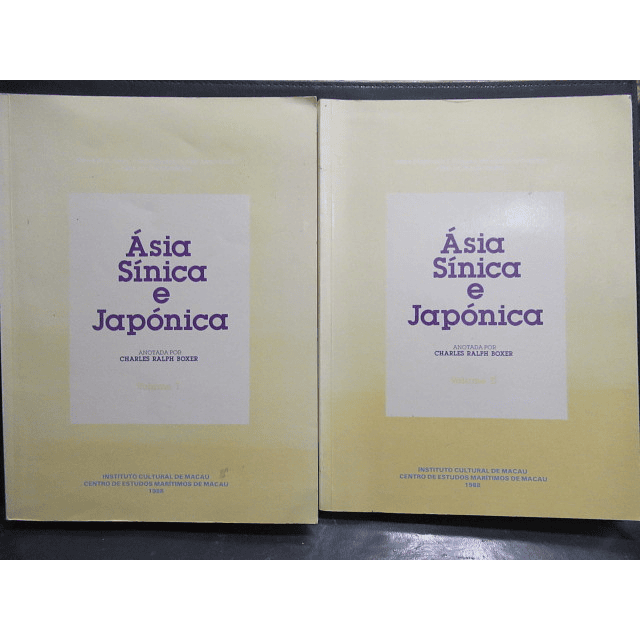 Ásia
Sínica
e
Japónica
ANOTADA POR
CHARLES RALPH BOXER
Volume I
INSTITUTO CULTURAL DE MACAU
CENTRO DE ESTUDOS MARÍTIMOS DE MACAU
1988
Ásia
Sínica
e
Japónica
ANOTADA POR
CHARLES RALPH BOXER
Volume II
INSTITUTO CULTURAL DE MACAU
CENTRO DE ESTUDOS MARÍTIMOS DE MACAU
1988